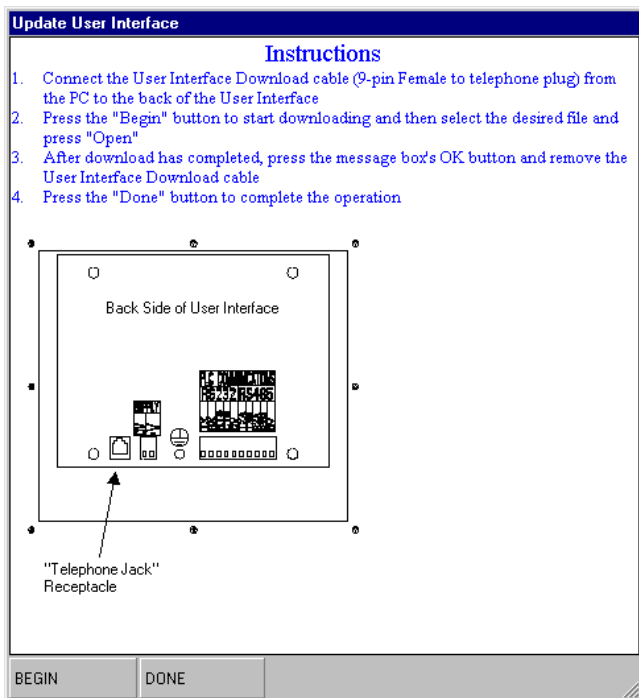 Update User Interface
Instructions
1. Connect the User Interface Download cable (9-pin Female to telephone plug) from
the PC to the back of the User Interface
2. Press the "Begin" button to start downloading and then select the desired file and
press "Open"
3. After download has completed, press the message box's OK button and remove the
User Interface Download cable
4. Press the "Done" button to complete the operation
Back Side of User Interface
PLC COMMUNICATIONS
RS232 RS485
SUPPLY
"Telephone Jack"
Receptacle
BEGIN DONE